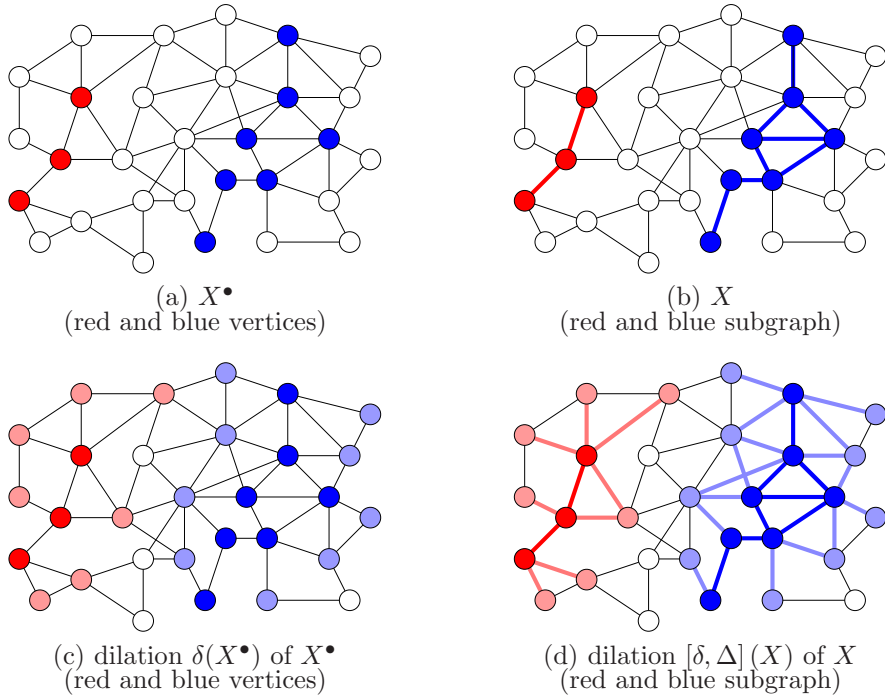 (a) X•
(red and blue vertices)
(b) X
(red and blue subgraph)
(c) dilation δ(X•) of X•
(red and blue vertices)
(d) dilation [δ, Δ] (X) of X
(red and blue subgraph)